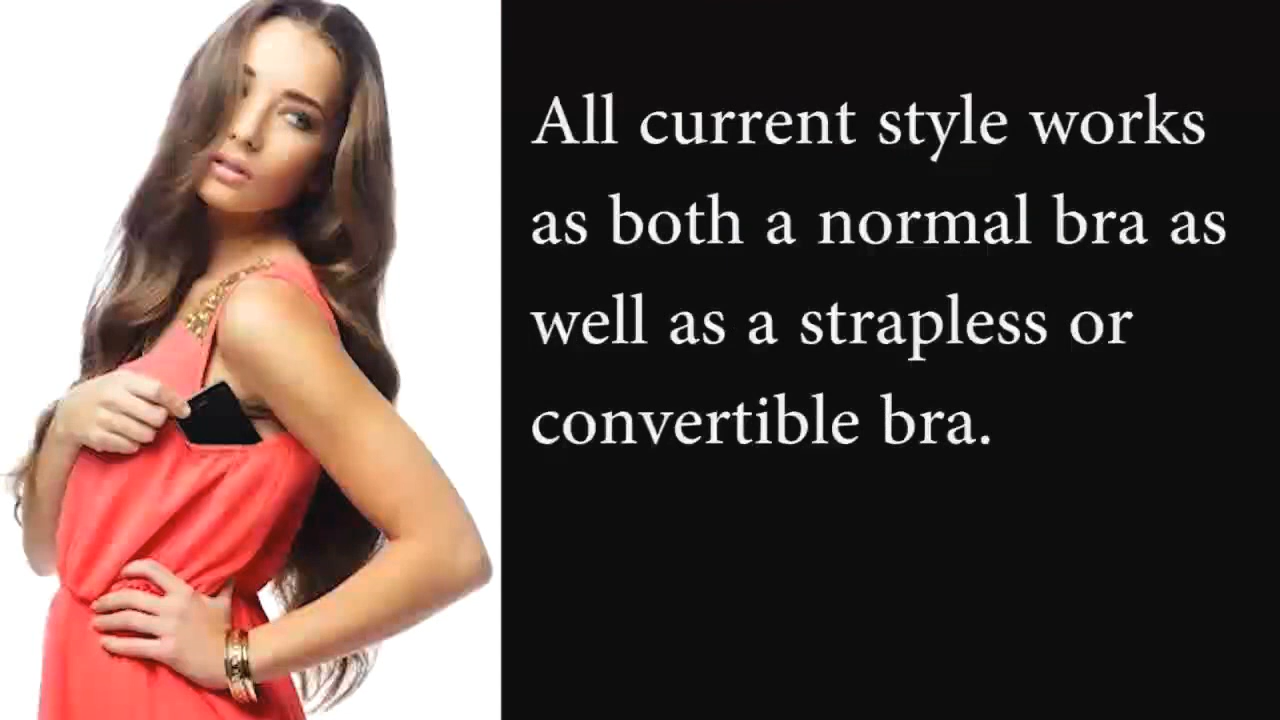 All current style works
as both a normal bra as
well as a strapless or
convertible bra.